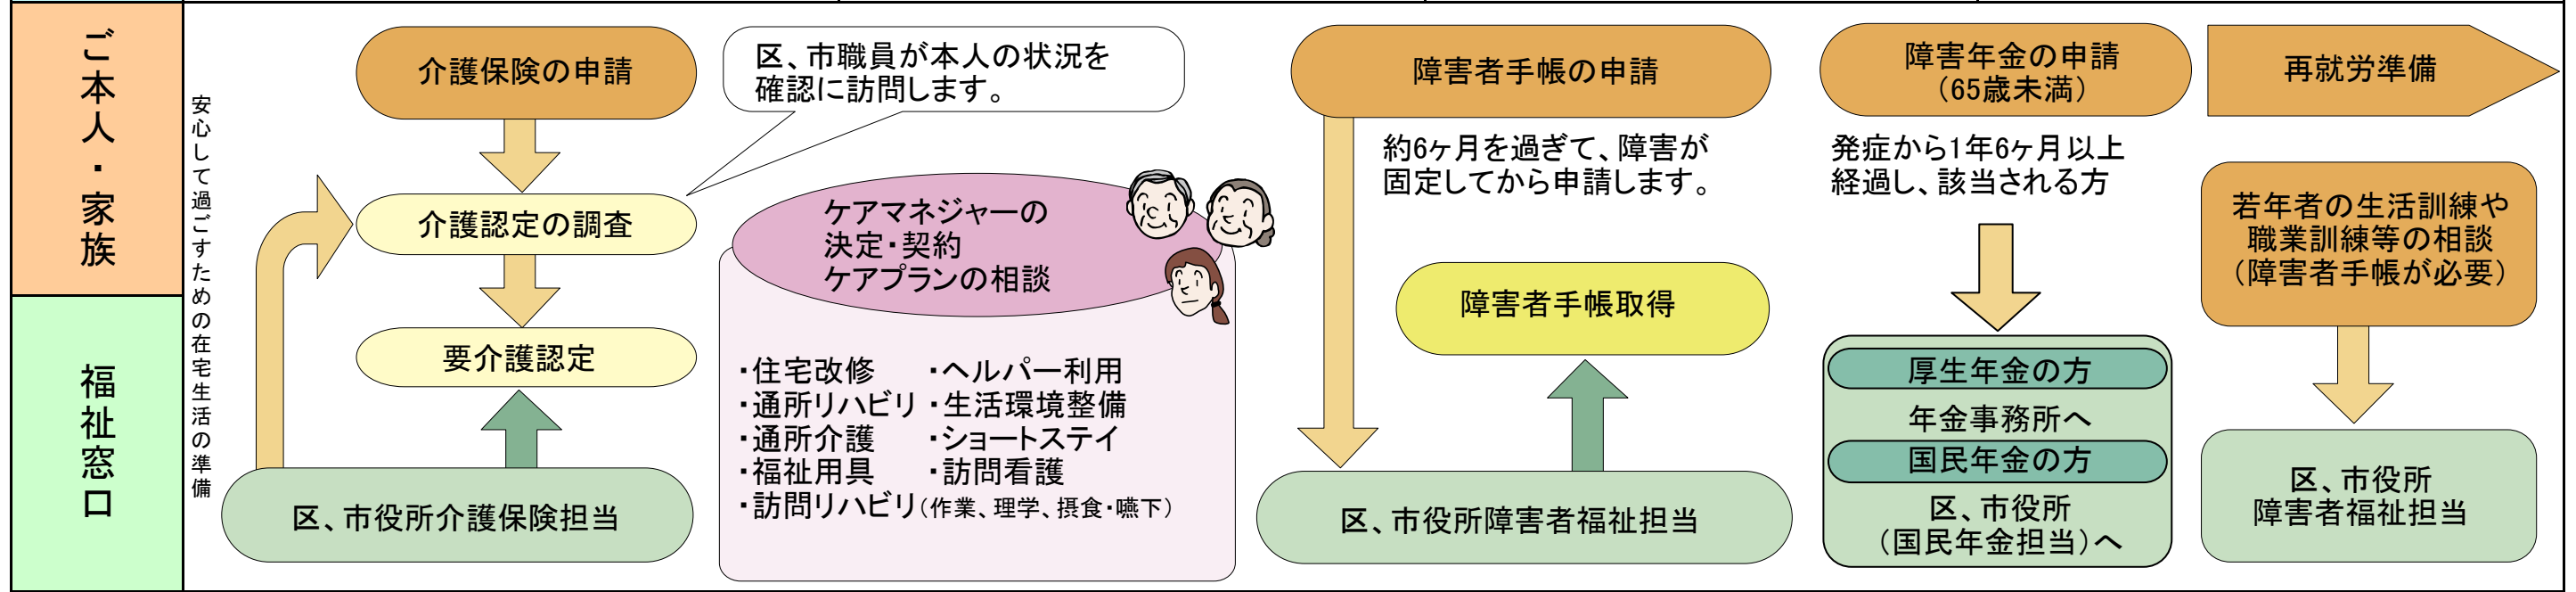 ご本人・家族
福祉窓口
安心して過ごすための在宅生活の準備
介護保険の申請
区、市職員が本人の状況を
確認に訪問します。
介護認定の調査
要介護認定
区、市役所介護保険担当
ケアマネジャーの
決定・契約
ケアプランの相談
・住宅改修 ・ヘルパー利用
・通所リハビリ ・生活環境整備
・通所介護 ・ショートステイ
・福祉用具 ・訪問看護
・訪問リハビリ(作業、理学、摂食・嚥下)
障害者手帳の申請
約6ヶ月を過ぎて、障害が
固定してから申請します。
障害者手帳取得
区、市役所障害者福祉担当
障害年金の申請
(65歳未満)
発症から1年6ヶ月以上
経過し、該当される方
厚生年金の方
年金事務所へ
国民年金の方
区、市役所
(国民年金担当)へ
再就労準備
若年者の生活訓練や
職業訓練等の相談
(障害者手帳が必要)
区、市役所
障害者福祉担当